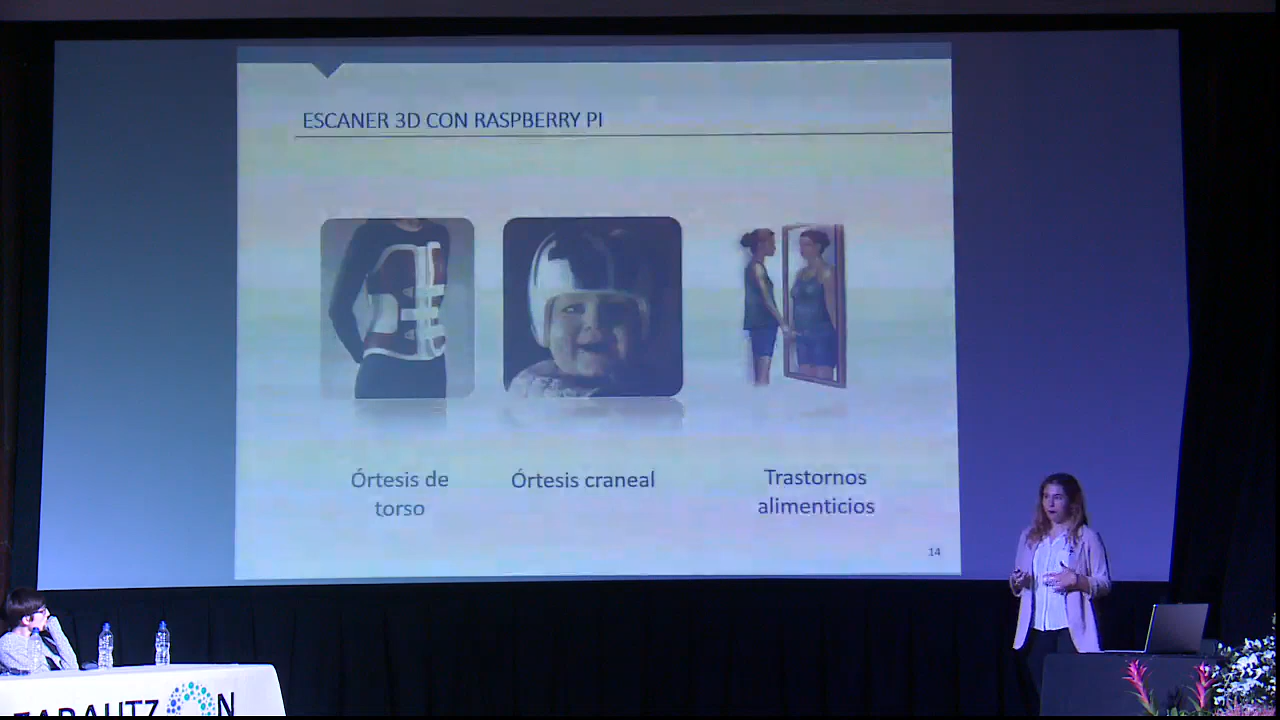 ESCANER 3D CON RASPBERRY PI
Órtesis de
torso
Órtesis craneal
Trastornos
alimenticios
14